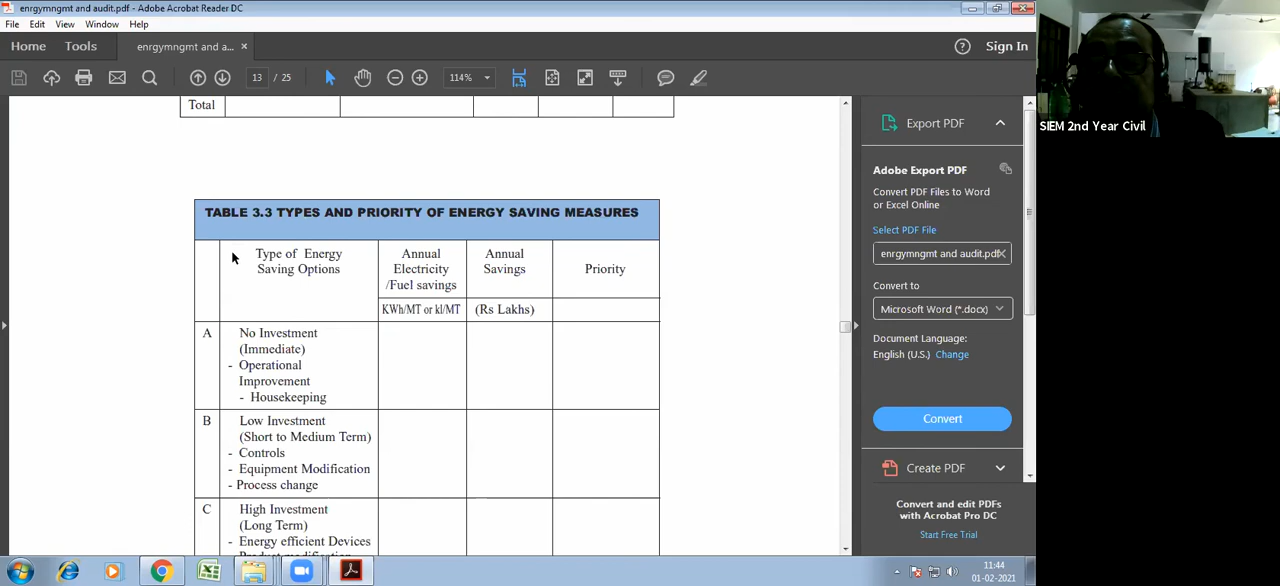 enrgymngmt and audit.pdf - Adobe Acrobat Reader DC
File Edit View Window Help
Home Tools enrgymngmt and a... × Sign In
13 / 25 114%
Total
TABLE 3.3 TYPES AND PRIORITY OF ENERGY SAVING MEASURES
Type of Energy
Saving Options
Annual
Electricity
/Fuel savings
Annual
Savings
Priority
KWh/MT or kl/MT (Rs Lakhs)
A No Investment
(Immediate)
- Operational
Improvement
- Housekeeping
B Low Investment
(Short to Medium Term)
- Controls
- Equipment Modification
- Process change
C High Investment
(Long Term)
- Energy efficient Devices
Product modification
Export PDF
Adobe Export PDF
Convert PDF Files to Word
or Excel Online
Select PDF File
enrgymngmt and audit.pdf
Convert to
Microsoft Word (*.docx)
Document Language:
English (U.S.) Change
Convert
Create PDF
Convert and edit PDFs
with Acrobat Pro DC
Start Free Trial
SIEM 2nd Year Civil
11:44
01-02-2021